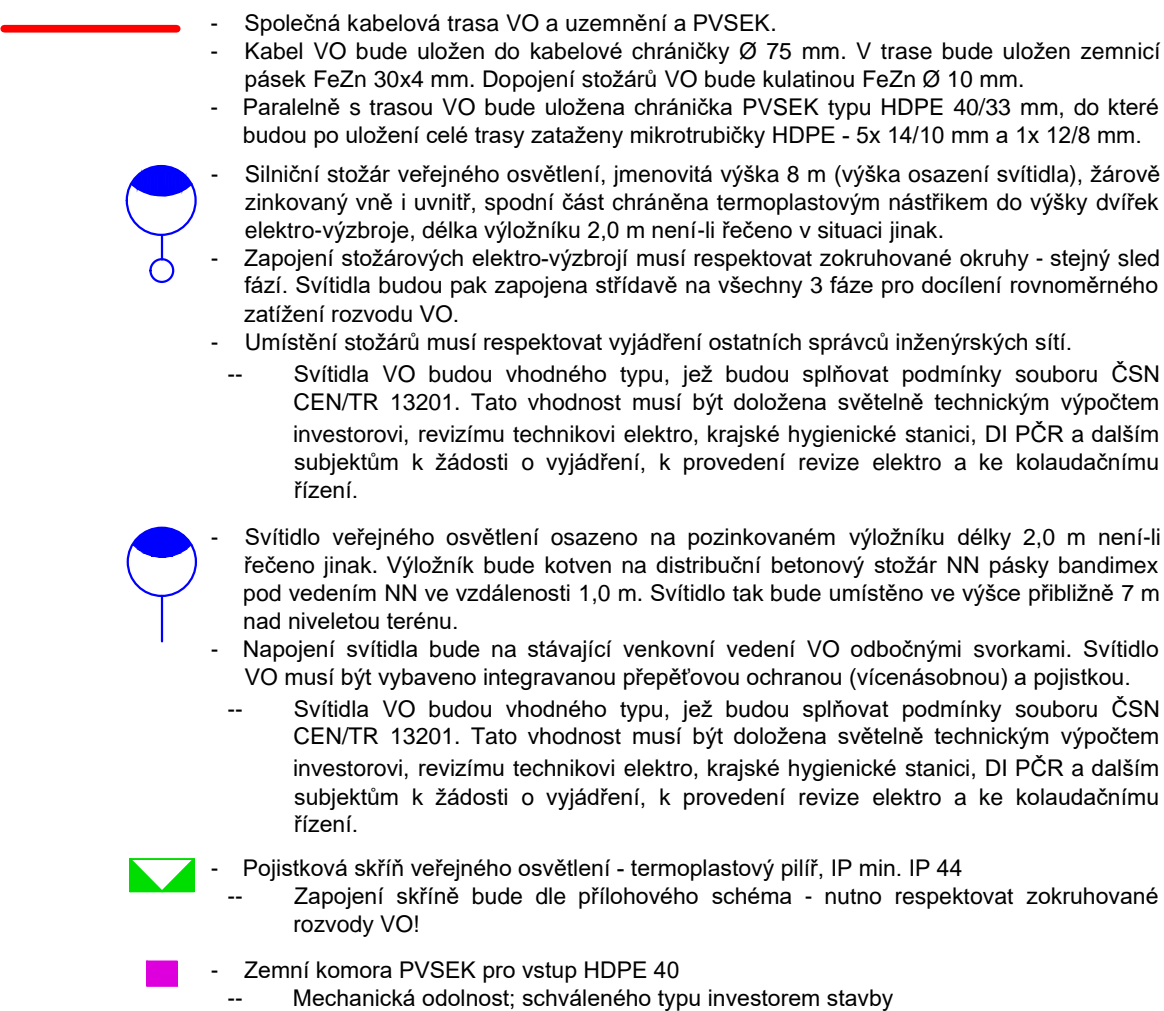 - Společná kabelová trasa VO a uzemnění a PVSEK.
- Kabel VO bude uložen do kabelové chráničky Ø 75 mm. V trase bude uložen zemnicí
pásek FeZn 30x4 mm. Dopojení stožárů VO bude kulatinou FeZn Ø 10 mm.
- Paralelně s trasou VO bude uložena chránička PVSEK typu HDPE 40/33 mm, do které
budou po uložení celé trasy zataženy mikrotrubičky HDPE - 5x 14/10 mm a 1x 12/8 mm.
- Silniční stožár veřejného osvětlení, jmenovitá výška 8 m (výška osazení svítidla), žárově
zinkovaný vně i uvnitř, spodní část chráněna termoplastovým nástřikem do výšky dvířek
elektro-výzbroje, délka výložníku 2,0 m není-li řečeno v situaci jinak.
- Zapojení stožárových elektro-výzbrojí musí respektovat zokruhované okruhy - stejný sled
fází. Svítidla budou pak zapojena střídavě na všechny 3 fáze pro docílení rovnoměrného
zatížení rozvodu VO.
- Umístění stožárů musí respektovat vyjádření ostatních správců inženýrských sítí.
-- Svítidla VO budou vhodného typu, jež budou splňovat podmínky souboru ČSN
CEN/TR 13201. Tato vhodnost musí být doložena světelně technickým výpočtem
investorovi, revizímu technikovi elektro, krajské hygienické stanici, DI PČR a dalším
subjektům k žádosti o vyjádření, k provedení revize elektro a ke kolaudačnímu
řízení.
- Svítidlo veřejného osvětlení osazeno na pozinkovaném výložníku délky 2,0 m není-li
řečeno jinak. Výložník bude kotven na distribuční betonový stožár NN pásky bandimex
pod vedením NN ve vzdálenosti 1,0 m. Svítidlo tak bude umístěno ve výšce přibližně 7 m
nad niveletou terénu.
- Napojení svítidla bude na stávající venkovní vedení VO odbočnými svorkami. Svítidlo
VO musí být vybaveno integravanou přepěťovou ochranou (vícenásobnou) a pojistkou.
-- Svítidla VO budou vhodného typu, jež budou splňovat podmínky souboru ČSN
CEN/TR 13201. Tato vhodnost musí být doložena světelně technickým výpočtem
investorovi, revizímu technikovi elektro, krajské hygienické stanici, DI PČR a dalším
subjektům k žádosti o vyjádření, k provedení revize elektro a ke kolaudačnímu
řízení.
- Pojistková skříň veřejného osvětlení - termoplastový pilíř, IP min. IP 44
-- Zapojení skříně bude dle přílohového schéma - nutno respektovat zokruhované
rozvody VO!
- Zemní komora PVSEK pro vstup HDPE 40
-- Mechanická odolnost; schváleného typu investorem stavby